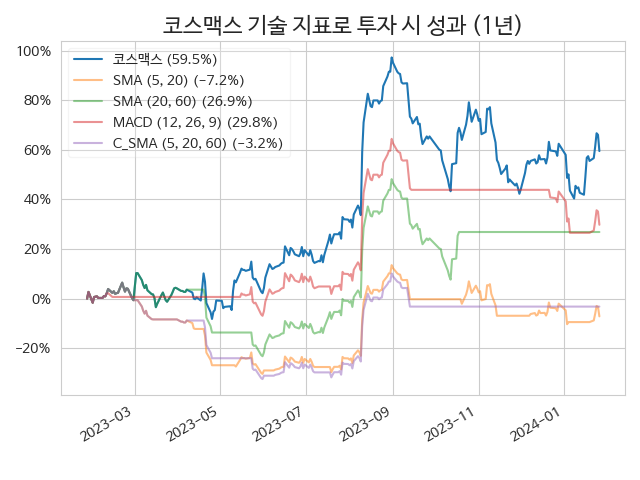 코스맥스 기술 지표로 투자 시 성과 (1년)
100%
80%
60%
40%
20%
0%
−20%
코스맥스 (59.5%)
SMA (5, 20) (−7.2%)
SMA (20, 60) (26.9%)
MACD (12, 26, 9) (29.8%)
C_SMA (5, 20, 60) (−3.2%)
2023−03
2023−05
2023−07
2023−09
2023−11
2024−01